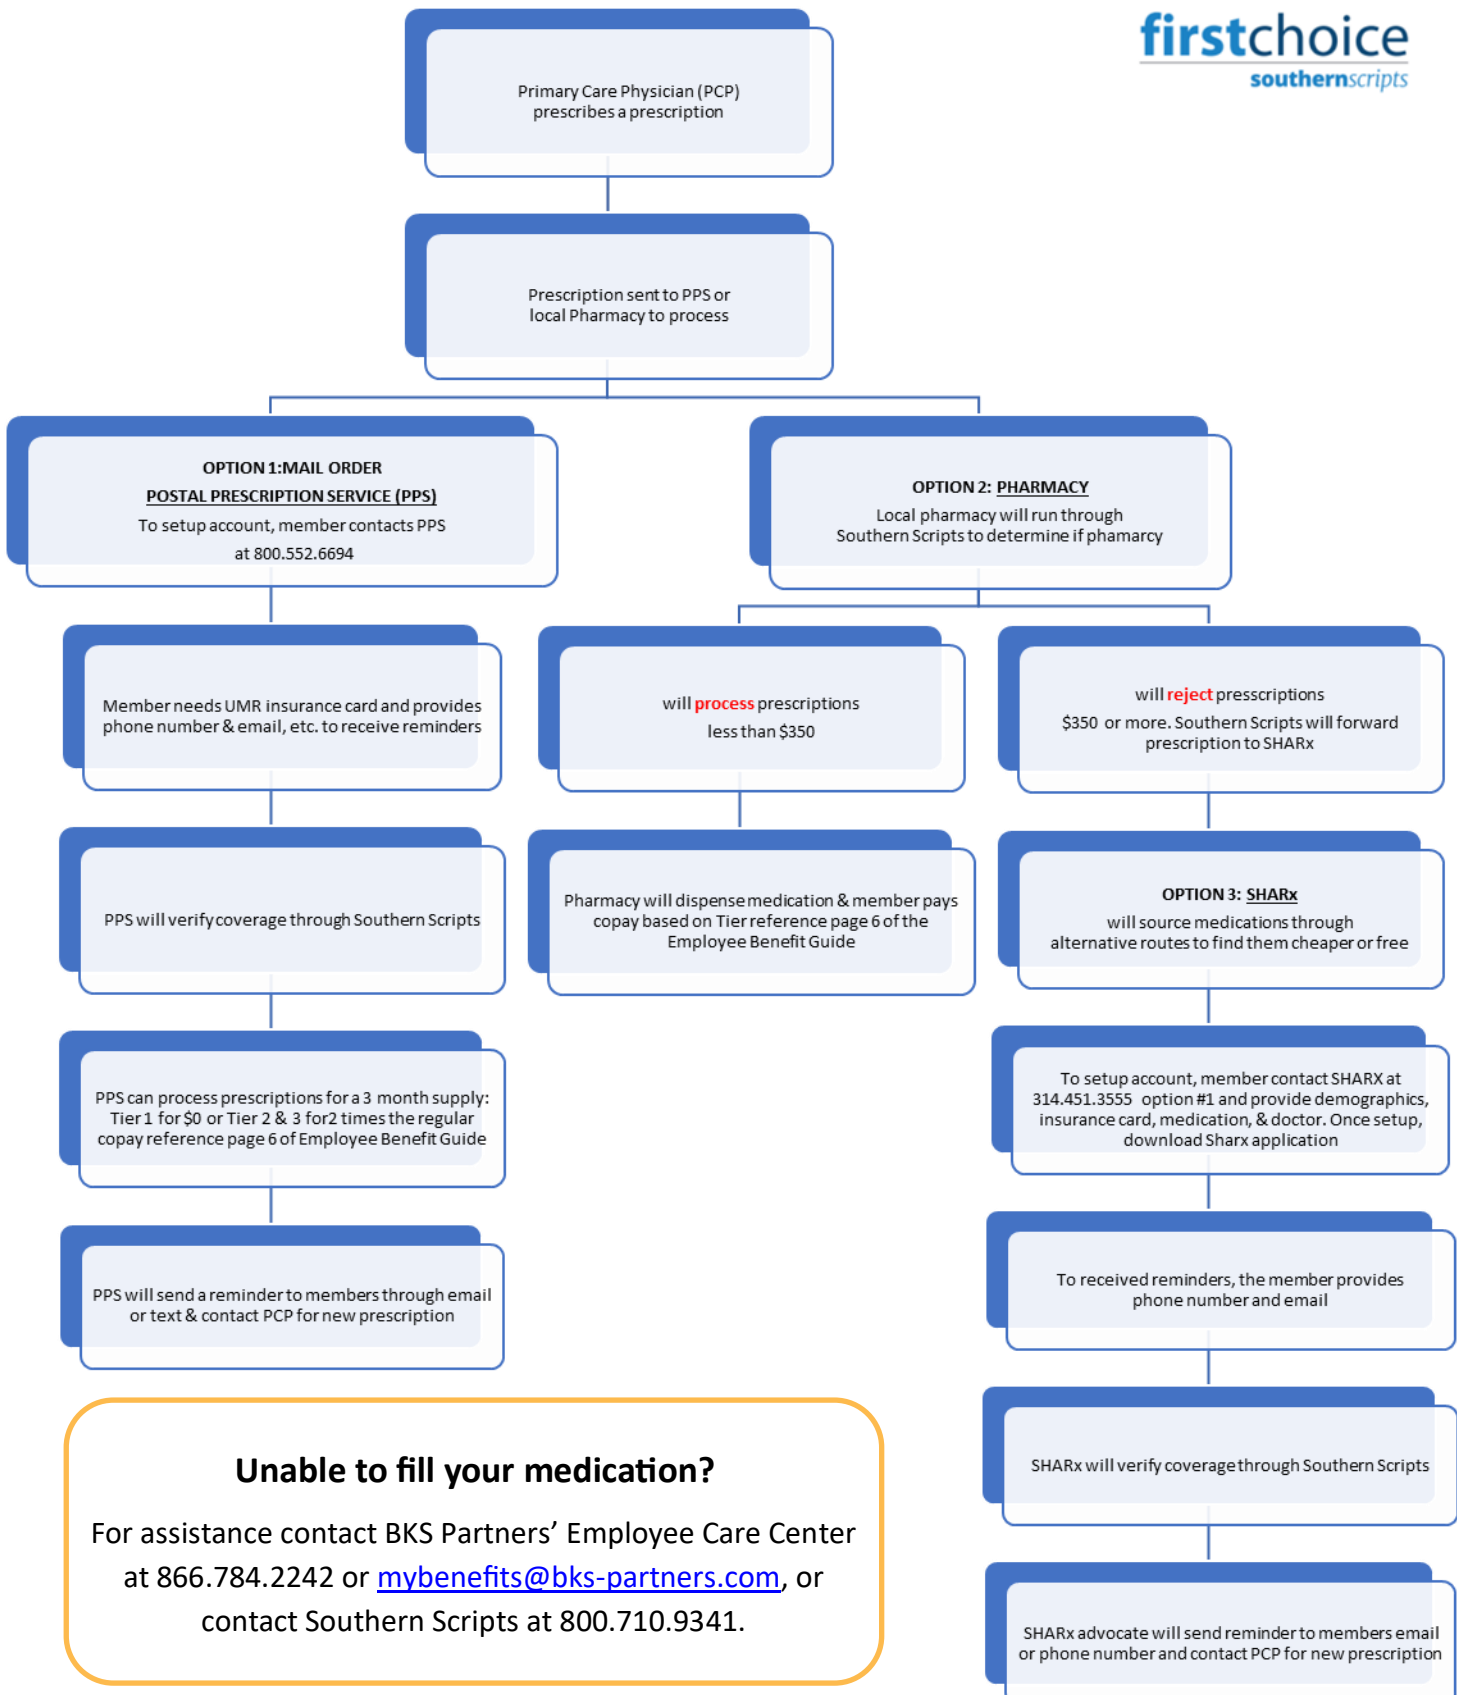 firstchoice
southernscripts
Primary Care Physician (PCP)
prescribes a prescription
Prescription sent to PPS or
local Pharmacy to process
OPTION 1:MAIL ORDER
POSTAL PRESCRIPTION SERVICE (PPS)
To setup account, member contacts PPS
at 800.552.6694
Member needs UMR insurance card and provides
phone number & email, etc. to receive reminders
PPS will verify coverage through Southern Scripts
PPS can process prescriptions for a 3 month supply:
Tier 1 for $0 or Tier 2 & 3 for2 times the regular
copay reference page 6 of Employee Benefit Guide
PPS will send a reminder to members through email
or text & contact PCP for new prescription
OPTION 2: PHARMACY
Local pharmacy will run through
Southern Scripts to determine if phamarcy
will process prescriptions
less than $350
Pharmacy will dispense medication & member pays
copay based on Tier reference page 6 of the
Employee Benefit Guide
will reject presscriptions
$350 or more. Southern Scripts will forward
prescription to SHARx
OPTION 3: SHARx
will source medications through
alternative routes to find them cheaper or free
To setup account, member contact SHARX at
314.451.3555 option #1 and provide demographics,
insurance card, medication, & doctor. Once setup,
download Sharx application
To received reminders, the member provides
phone number and email
SHARx will verify coverage through Southern Scripts
SHARx advocate will send reminder to members email
or phone number and contact PCP for new prescription
Unable to fill your medication?
For assistance contact BKS Partners’ Employee Care Center
at 866.784.2242 or mybenefits@bks-partners.com, or
contact Southern Scripts at 800.710.9341.